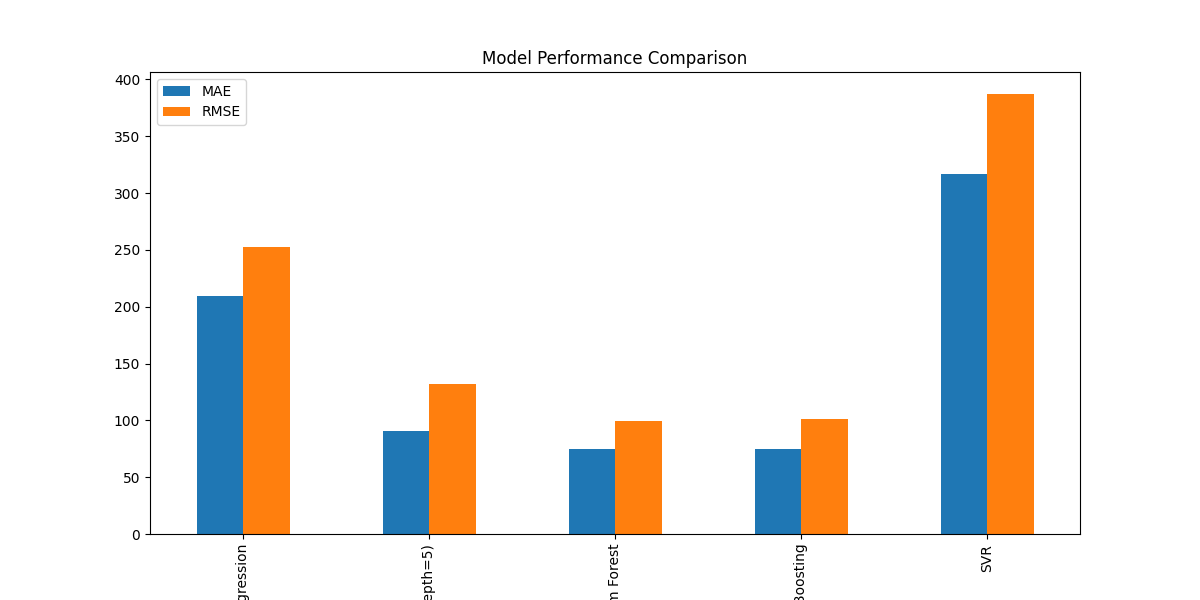 Model Performance Comparison
MAE
RMSE
400
350
300
250
200
150
100
50
0
gression
epth=5)
m Forest
Boosting
SVR